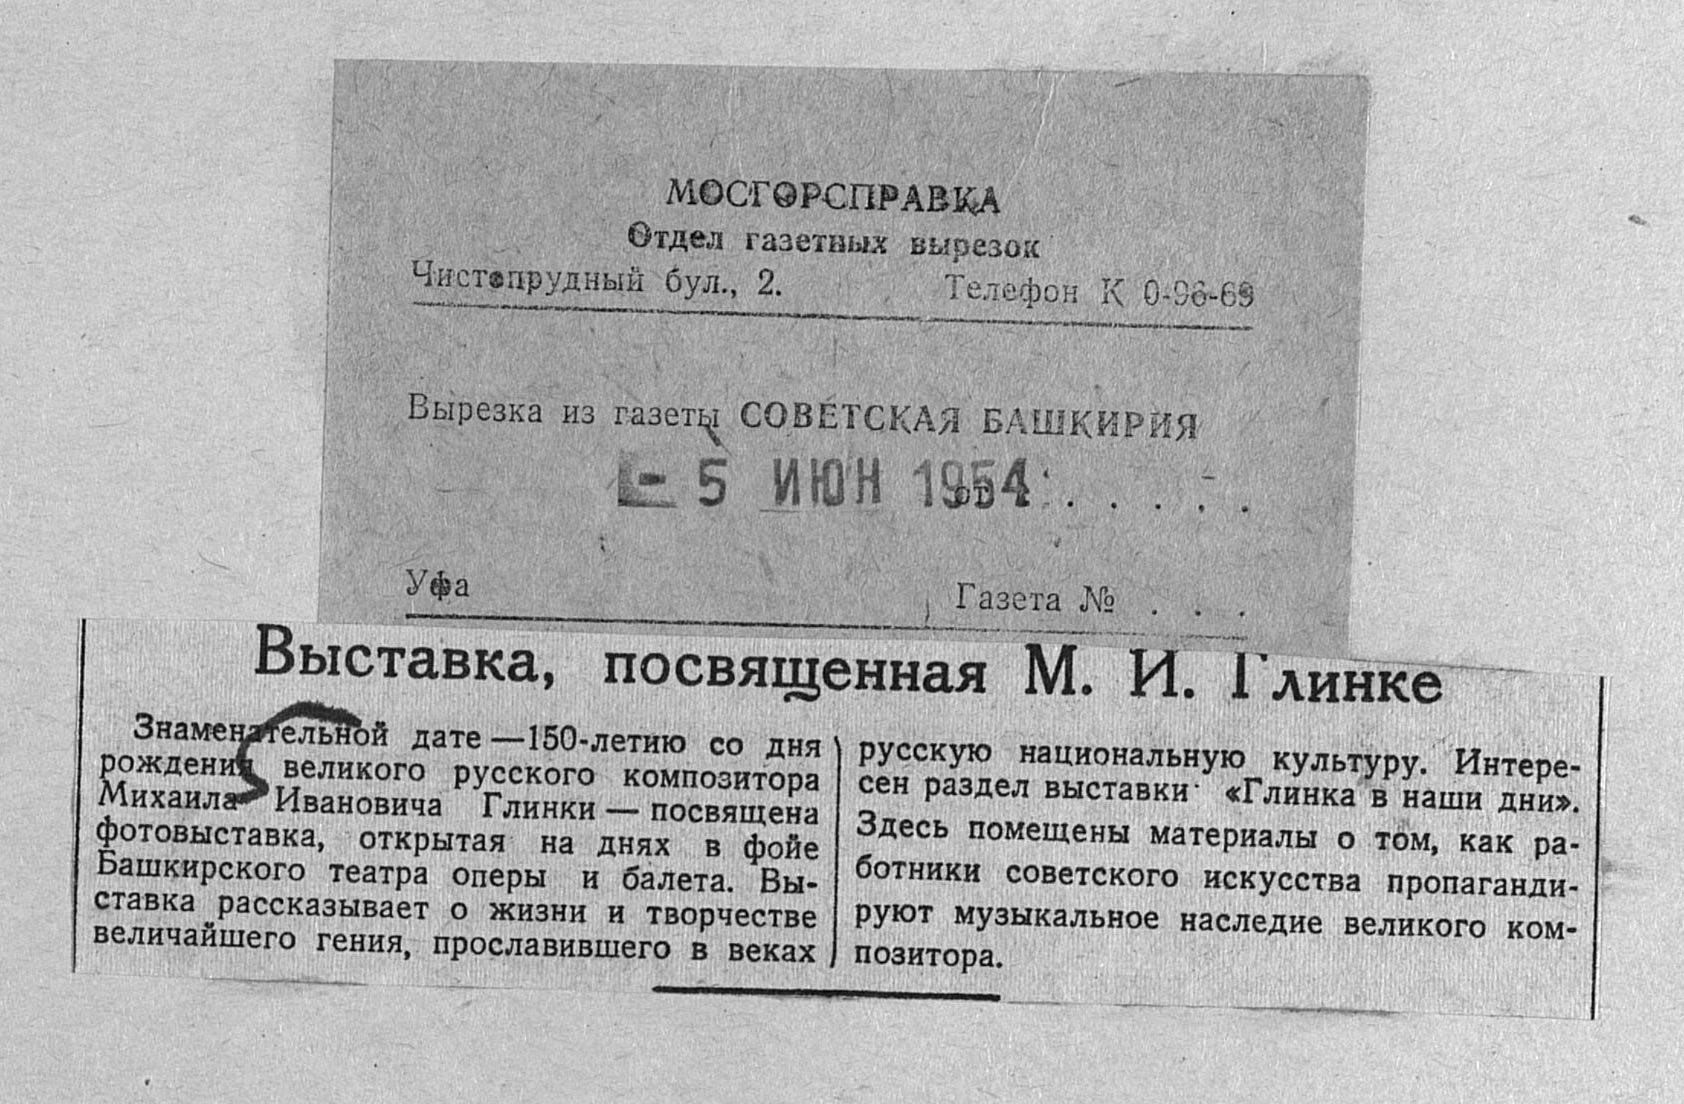 МОСГОРСПРАВКА
Отдел газетных вырезок
Чистопрудный бул., 2. Телефон К 0-96-69
Вырезка из газеты СОВЕТСКАЯ БАШКИРИЯ
- 5 ИЮН 1954
от . . . . .
Уфа Газета № . . .
Выставка, посвященная М. И. Глинке
Знаменательной дате — 150-летию со дня
рождения великого русского композитора
Михаила Ивановича Глинки — посвящена
фотовыставка, открытая на днях в фойе
Башкирского театра оперы и балета. Вы-
ставка рассказывает о жизни и творчестве
величайшего гения, прославившего в веках
русскую национальную культуру. Интере-
сен раздел выставки «Глинка в наши дни».
Здесь помещены материалы о том, как ра-
ботники советского искусства пропаганди-
руют музыкальное наследие великого ком-
позитора.